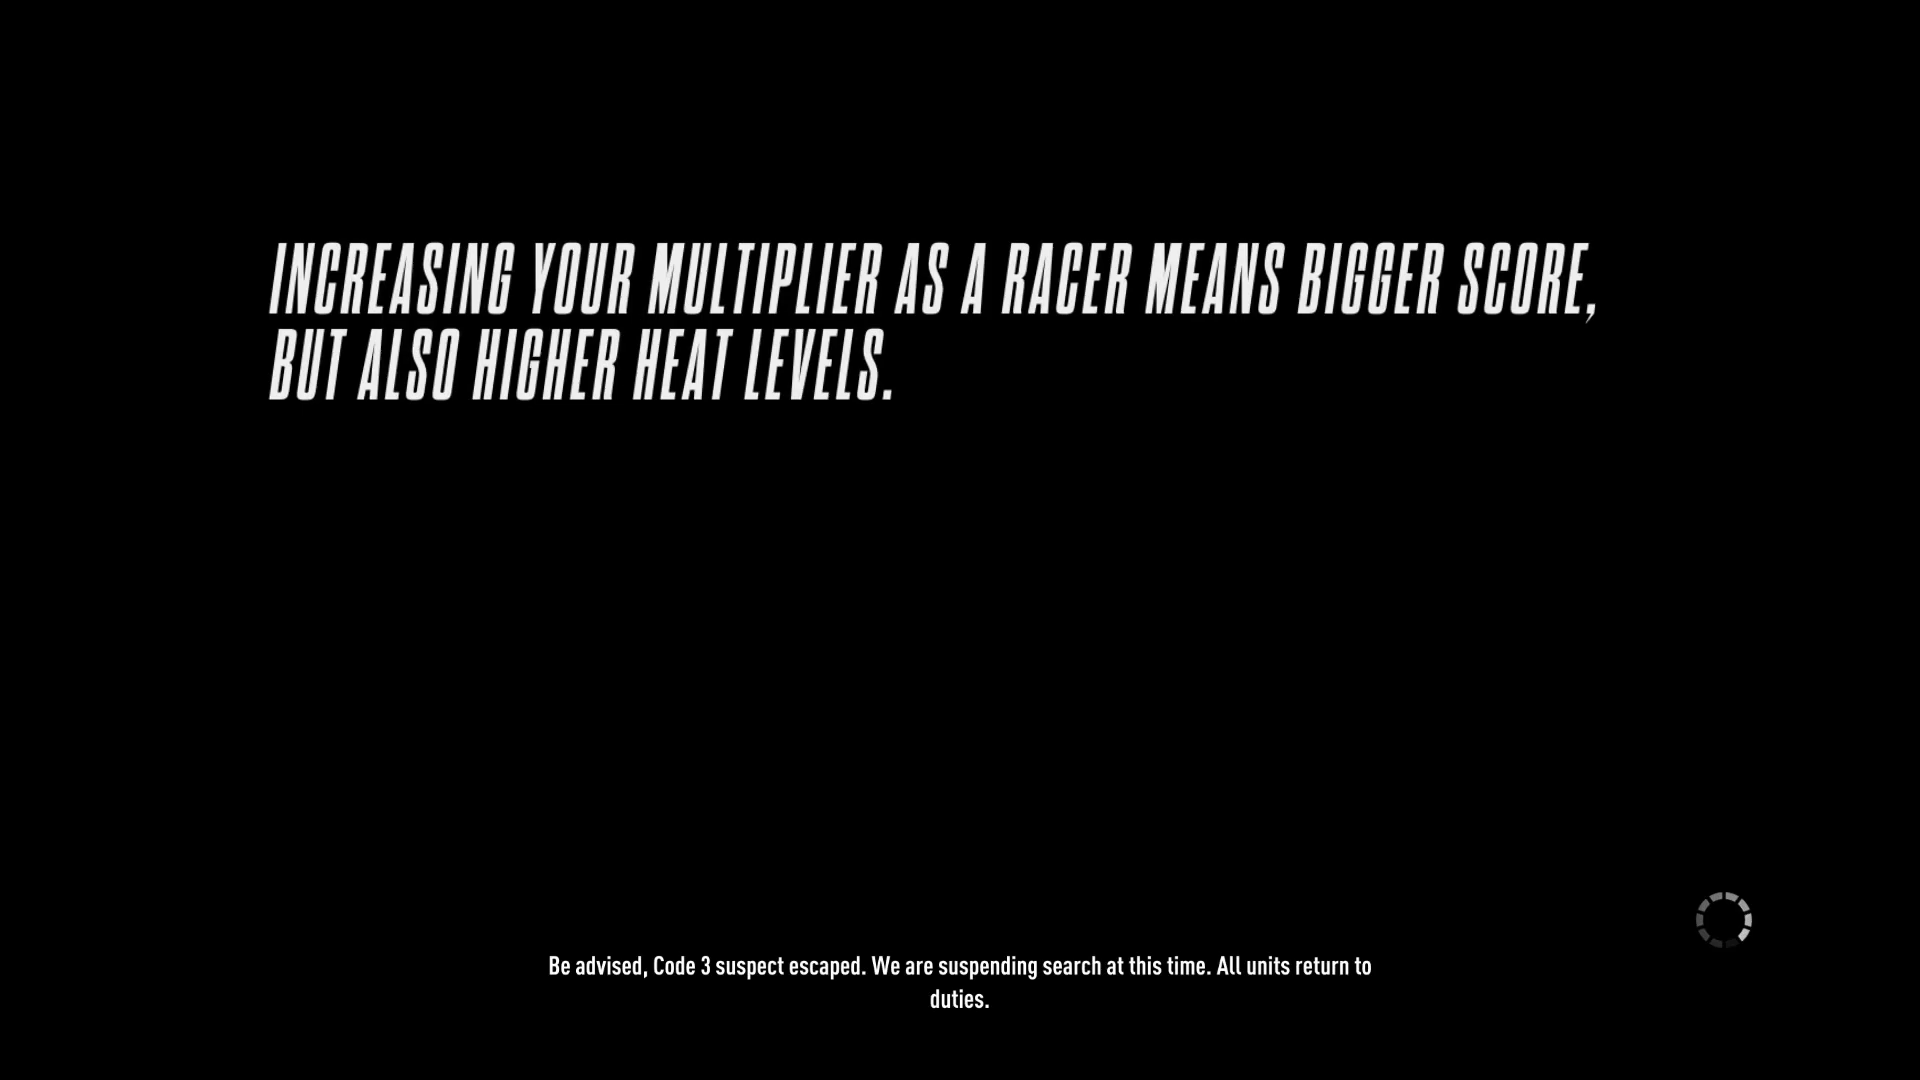 INCREASING YOUR MULTIPLIER AS A RACER MEANS BIGGER SCORE,
BUT ALSO HIGHER HEAT LEVELS.
Be advised, Code 3 suspect escaped. We are suspending search at this time. All units return to
duties.